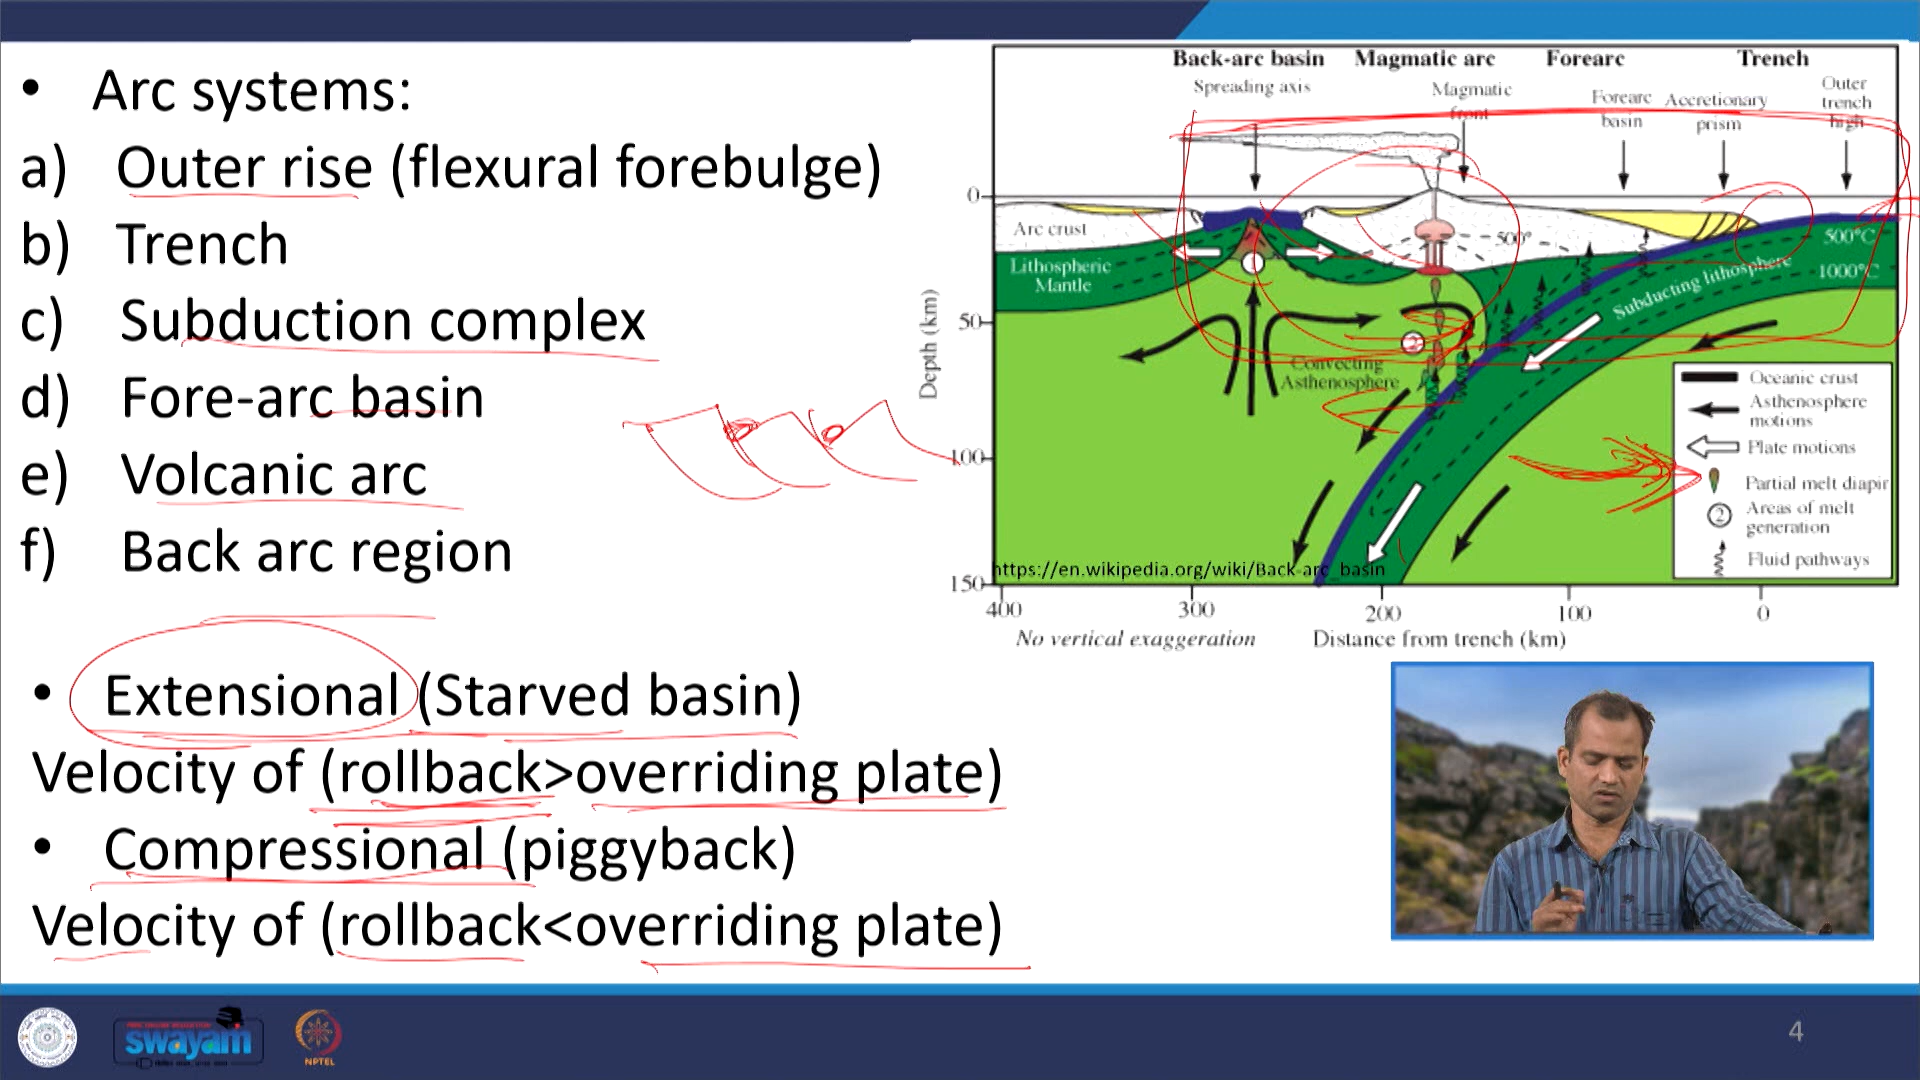 • Arc systems:
a) Outer rise (flexural forebulge)
b) Trench
c) Subduction complex
d) Fore-arc basin
e) Volcanic arc
f) Back arc region
• Extensional (Starved basin)
Velocity of (rollback>overriding plate)
• Compressional (piggyback)
Velocity of (rollback<overriding plate)
Back-arc basin Magmatic arc Forearc Trench
Spreading axis
Magmatic
front
Forearc
basin
Accretionary
prism
Outer
trench
high
0
50
100
150
Depth (km)
Arc crust
Lithospheric
Mantle
500°
500°C
1000°C
Subducting lithosphere
1
2
Convecting
Asthenosphere
Oceanic crust
Asthenosphere
motions
Plate motions
Partial melt diapir
2 Areas of melt
generation
Fluid pathways
https://en.wikipedia.org/wiki/Back-arc_basin
400 300 200 100 0
No vertical exaggeration Distance from trench (km)
swayam
NPTEL
4